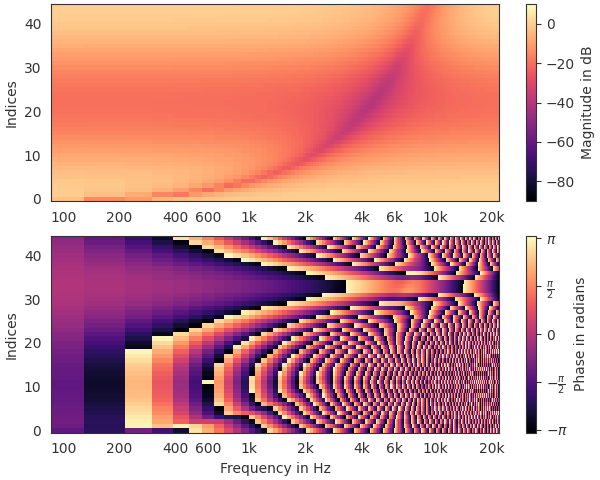 40
30
20
10
0
Indices
100 200 400 600 1k 2k 4k 6k 10k 20k
0
−20
−40
−60
−80
Magnitude in dB
40
30
20
10
0
Indices
100 200 400 600 1k 2k 4k 6k 10k 20k
Frequency in Hz
π
π/2
0
−π/2
−π
Phase in radians